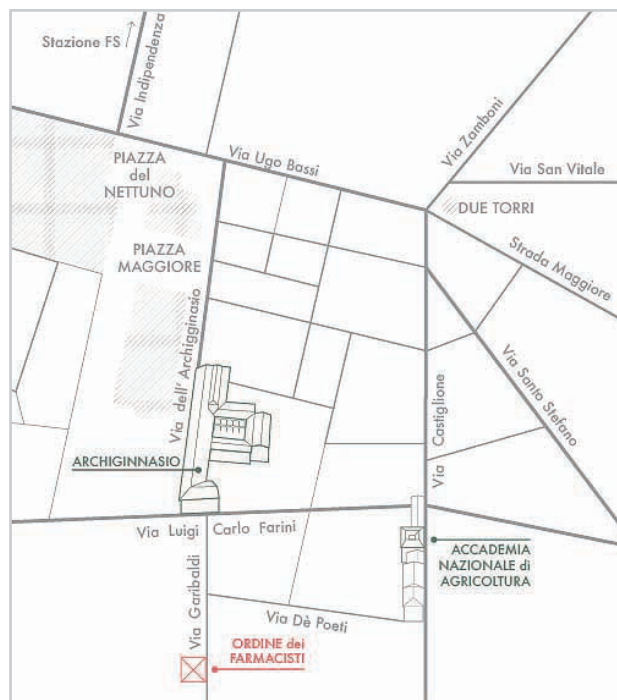 Stazione FS
Via Indipendenza
PIAZZA
del
NETTUNO
Via Ugo Bassi
Via Zamboni
Via San Vitale
DUE TORRI
Strada Maggiore
PIAZZA
MAGGIORE
Via dell' Archigginasio
Via Santo Stefano
Via Castiglione
ARCHIGINNASIO
Via Luigi Carlo Farini
ACCADEMIA
NAZIONALE di
AGRICOLTURA
Via Garibaldi
Via Dè Poeti
ORDINE dei
FARMACISTI